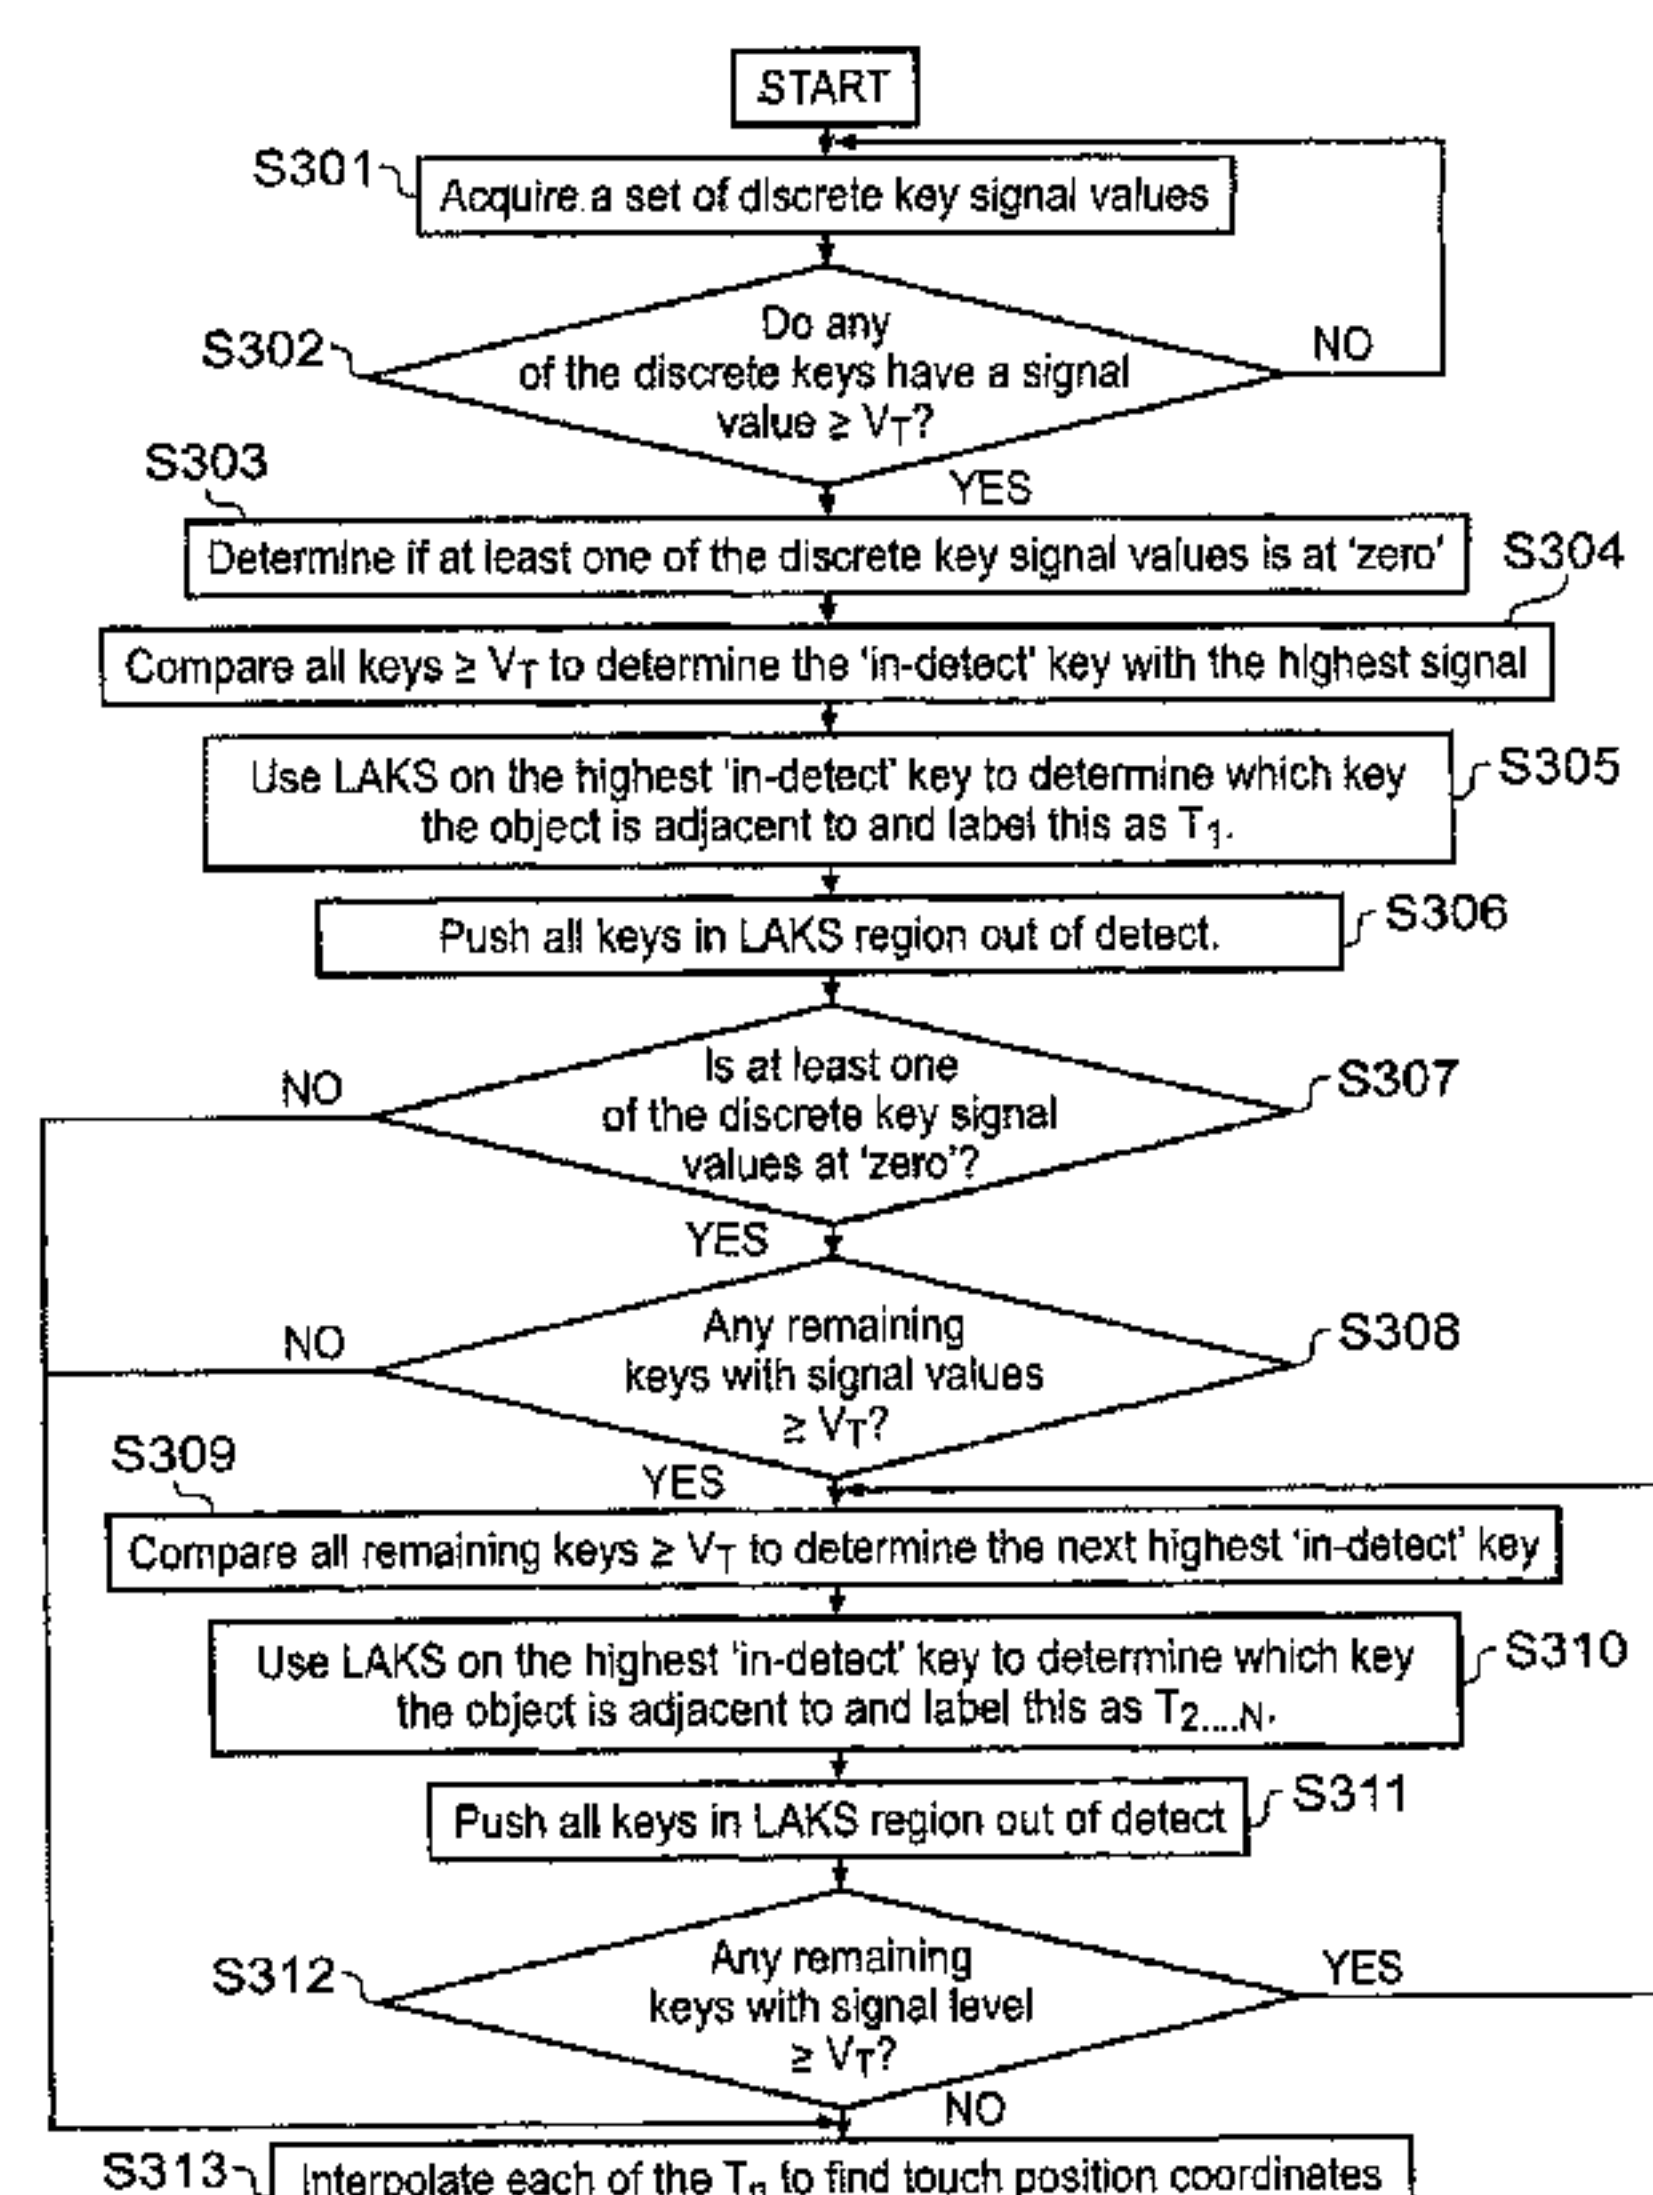 START
S301
Acquire a set of discrete key signal values
S302
Do any
of the discrete keys have a signal
value ≥ VT?
NO
YES
S303
Determine if at least one of the discrete key signal values is at ‘zero’
S304
Compare all keys ≥ VT to determine the ‘in-detect’ key with the highest signal
Use LAKS on the highest ‘in-detect’ key to determine which key
the object is adjacent to and label this as T1.
S305
Push all keys in LAKS region out of detect.
S306
Is at least one
of the discrete key signal
values at ‘zero’?
S307
NO
YES
Any remaining
keys with signal values
≥ VT?
S308
NO
YES
S309
Compare all remaining keys ≥ VT to determine the next highest ‘in-detect’ key
Use LAKS on the highest ‘in-detect’ key to determine which key
the object is adjacent to and label this as T2....N.
S310
Push all keys in LAKS region out of detect
S311
S312
Any remaining
keys with signal level
≥ VT?
YES
NO
S313
Interpolate each of the Tn to find touch position coordinates